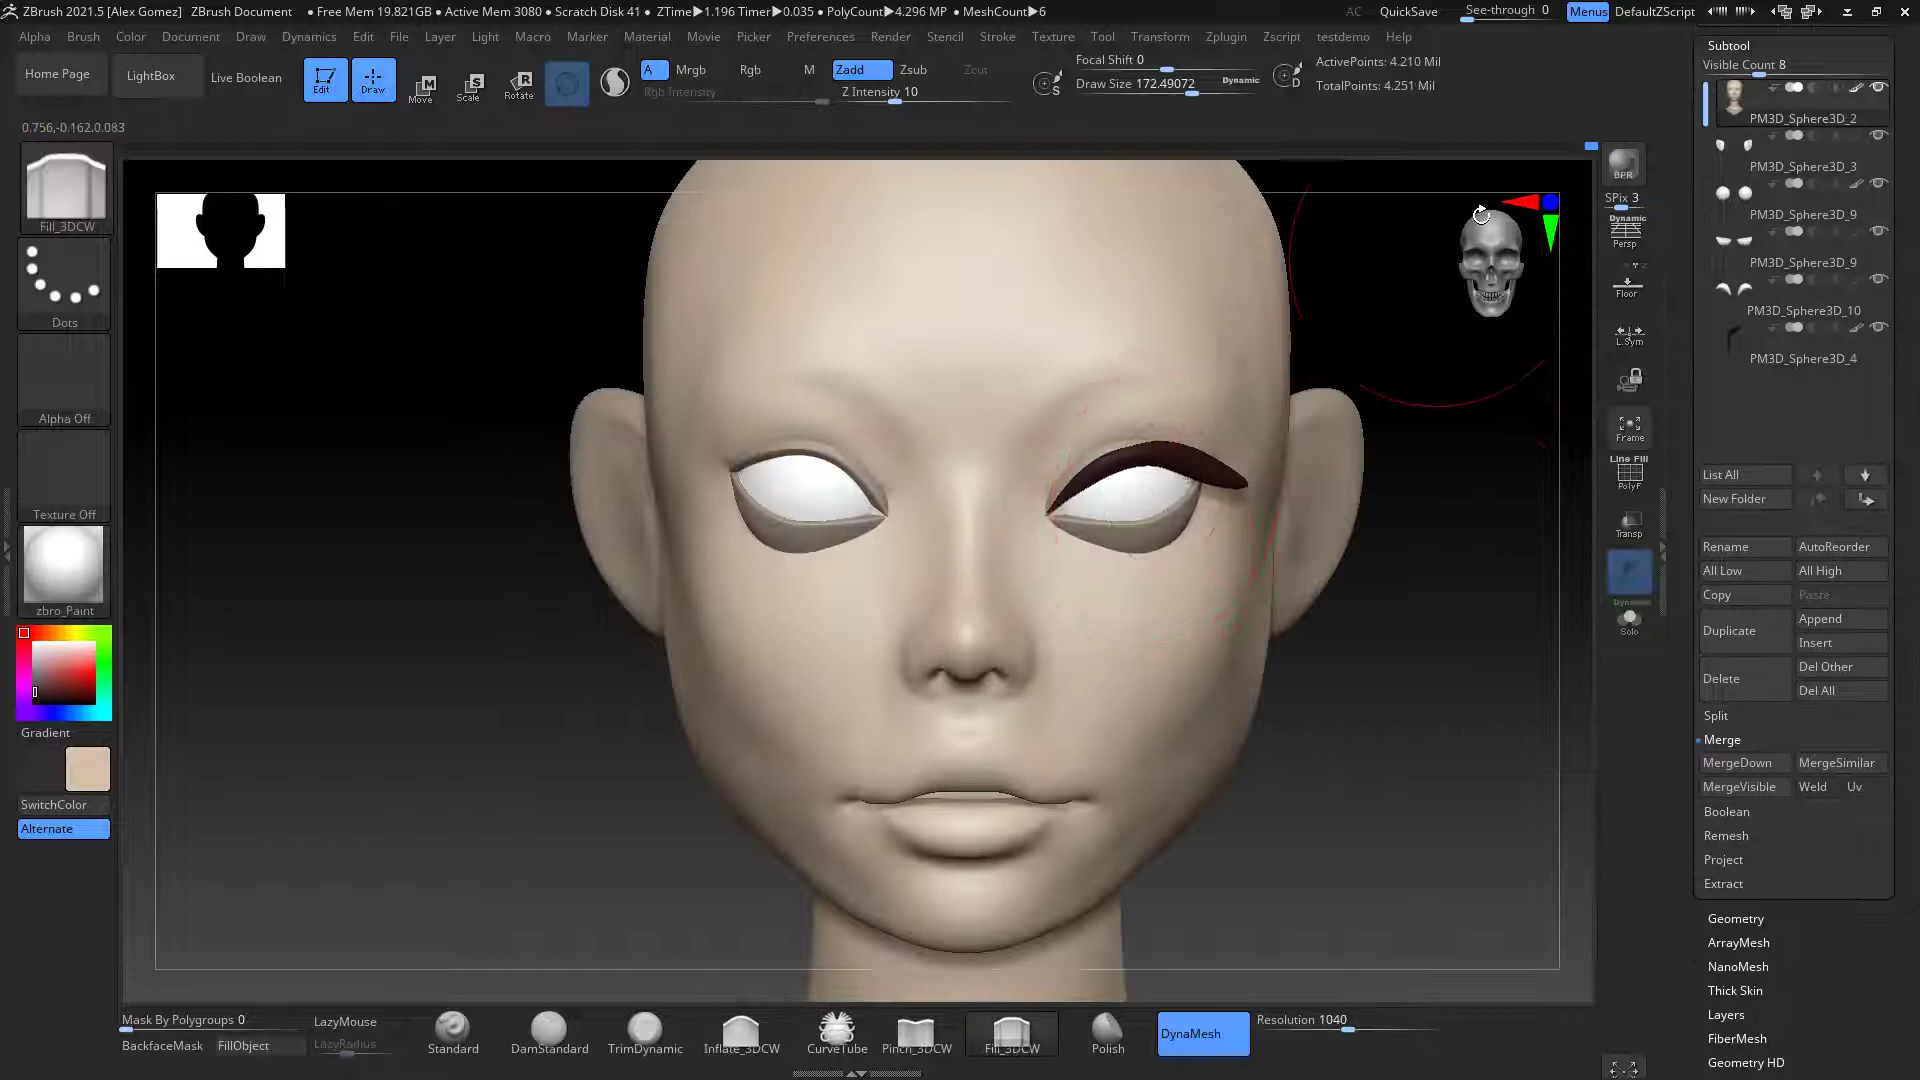 ZBrush 2021.5 [Alex Gomez] ZBrush Document • Free Mem 19.821GB • Active Mem 3080 • Scratch Disk 41 • ZTime▶1.196 Timer▶0.035 • PolyCount▶4.296 MP • MeshCount▶6 AC QuickSave See-through 0 Menus DefaultZScript
Alpha Brush Color Document Draw Dynamics Edit File Layer Light Macro Marker Material Movie Picker Preferences Render Stencil Stroke Texture Tool Transform Zplugin Zscript testdemo Help
Home Page LightBox Live Boolean Edit Draw Move Scale Rotate A Mrgb Rgb M Zadd Zsub Zcut
Rgb Intensity Z Intensity 10
Focal Shift 0
Draw Size 172.49072 Dynamic
S D
ActivePoints: 4.210 Mil
TotalPoints: 4.251 Mil
0.756,-0.162,0.083
Fill_3DCW
Dots
Alpha Off
Texture Off
zbro_Paint
Gradient
SwitchColor
Alternate
BPR
SPix 3
Dynamic
Persp
Floor
L.Sym
Frame
Line Fill
PolyF
Transp
Dynamic
Solo
Subtool
Visible Count 8
PM3D_Sphere3D_2
PM3D_Sphere3D_3
PM3D_Sphere3D_9
PM3D_Sphere3D_9
PM3D_Sphere3D_10
PM3D_Sphere3D_4
List All
New Folder
Rename AutoReorder
All Low All High
Copy Paste
Duplicate Append
Insert
Delete Del Other
Del All
Split
Merge
MergeDown MergeSimilar
MergeVisible Weld Uv
Boolean
Remesh
Project
Extract
Geometry
ArrayMesh
NanoMesh
Thick Skin
Layers
FiberMesh
Geometry HD
Mask By Polygroups 0 LazyMouse
BackfaceMask FillObject LazyRadius
Standard DamStandard TrimDynamic Inflate_3DCW CurveTube Pinch_3DCW Fill_3DCW Polish DynaMesh Resolution 1040